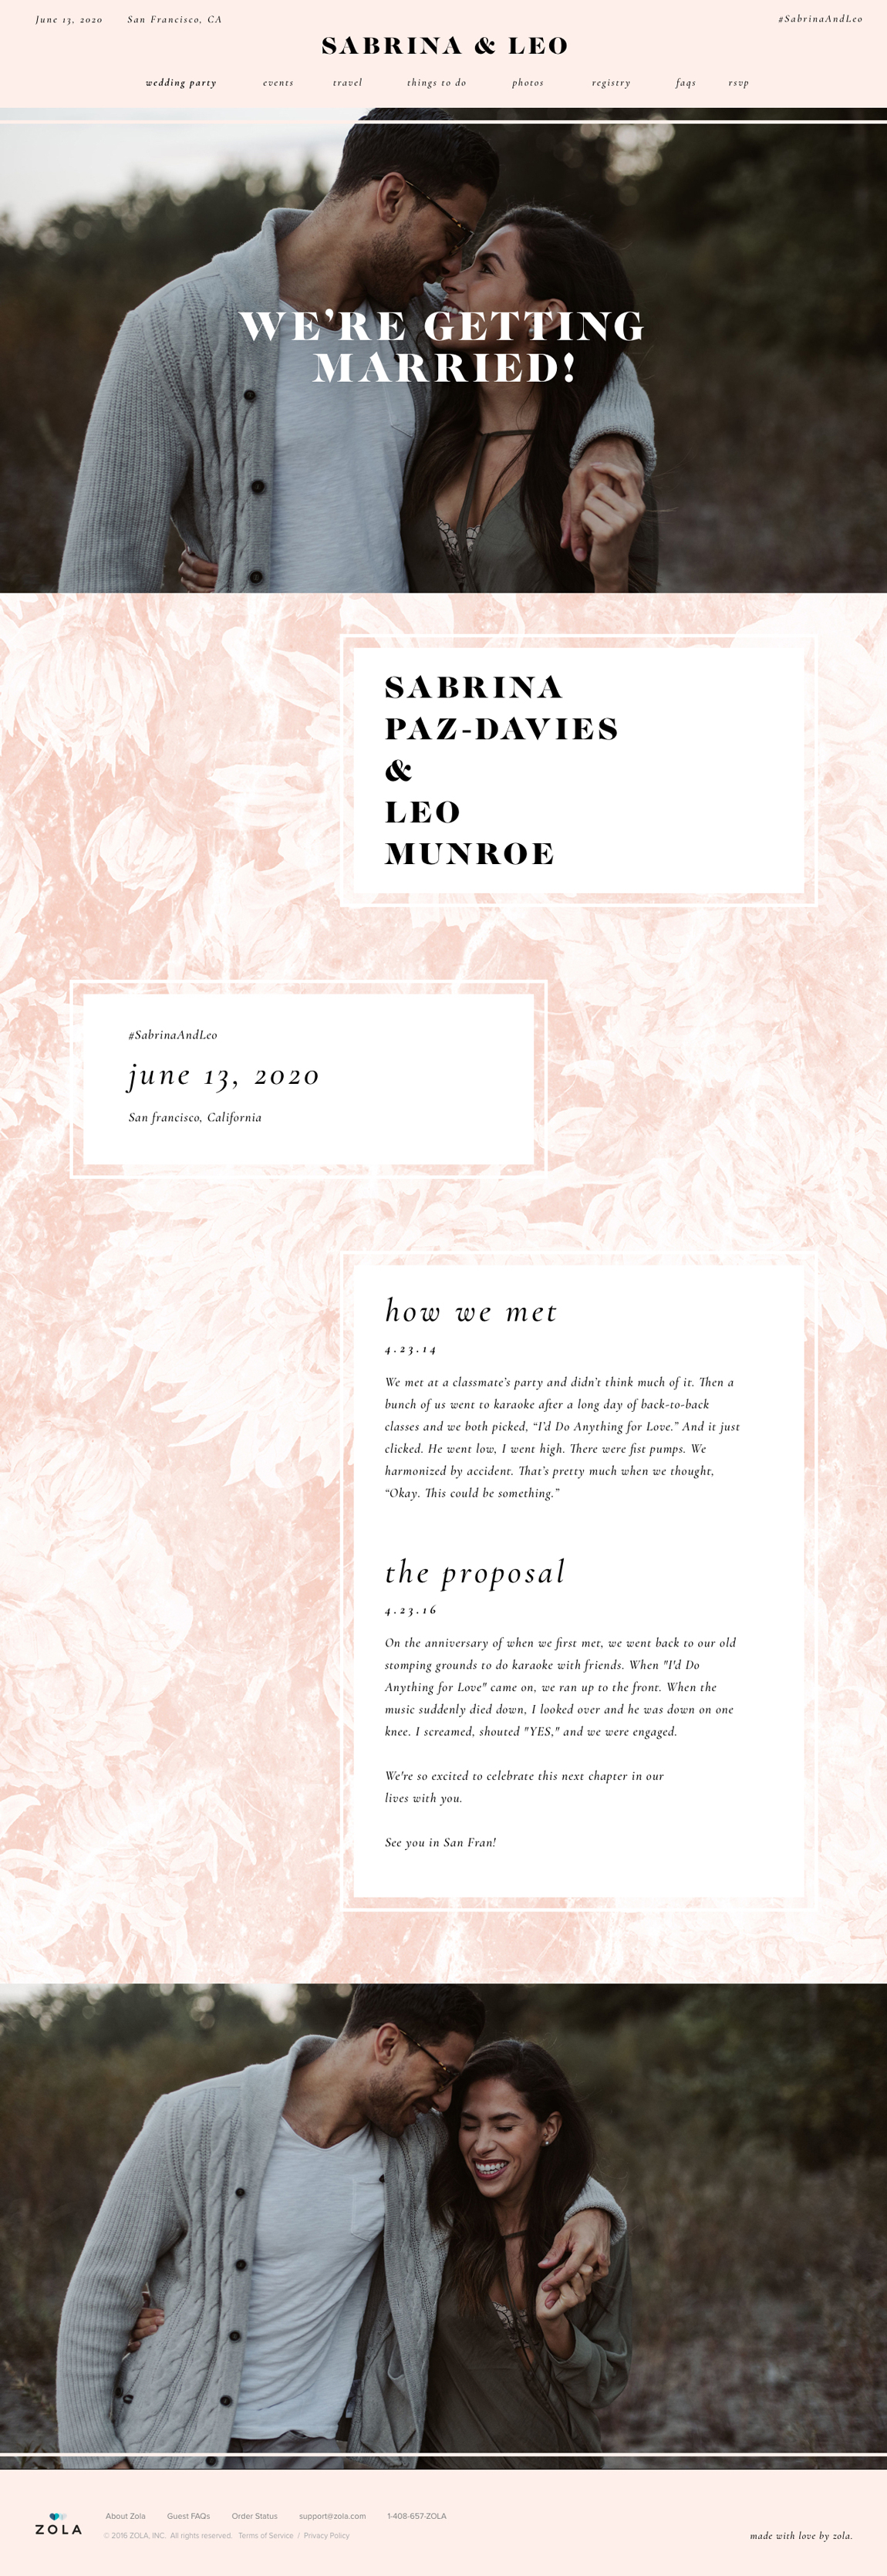 June 13, 2020 San Francisco, CA #SabrinaAndLeo
SABRINA & LEO
wedding party events travel things to do photos registry faqs rsvp
WE'RE GETTING
MARRIED!
SABRINA
PAZ-DAVIES
&
LEO
MUNROE
#SabrinaAndLeo
june 13, 2020
San francisco, California
how we met
4.23.14
We met at a classmate's party and didn't think much of it. Then a
bunch of us went to karaoke after a long day of back-to-back
classes and we both picked, “I'd Do Anything for Love.” And it just
clicked. He went low, I went high. There were fist pumps. We
harmonized by accident. That's pretty much when we thought,
“Okay. This could be something.”
the proposal
4.23.16
On the anniversary of when we first met, we went back to our old
stomping grounds to do karaoke with friends. When "I'd Do
Anything for Love" came on, we ran up to the front. When the
music suddenly died down, I looked over and he was down on one
knee. I screamed, shouted "YES," and we were engaged.
We're so excited to celebrate this next chapter in our
lives with you.
See you in San Fran!
ZOLA
About Zola Guest FAQs Order Status support@zola.com 1-408-657-ZOLA
© 2016 ZOLA, INC. All rights reserved. Terms of Service / Privacy Policy
made with love by zola.